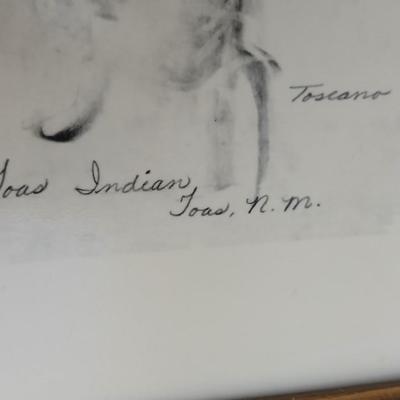 Toscano
Toas Indian
Toas, N.M.